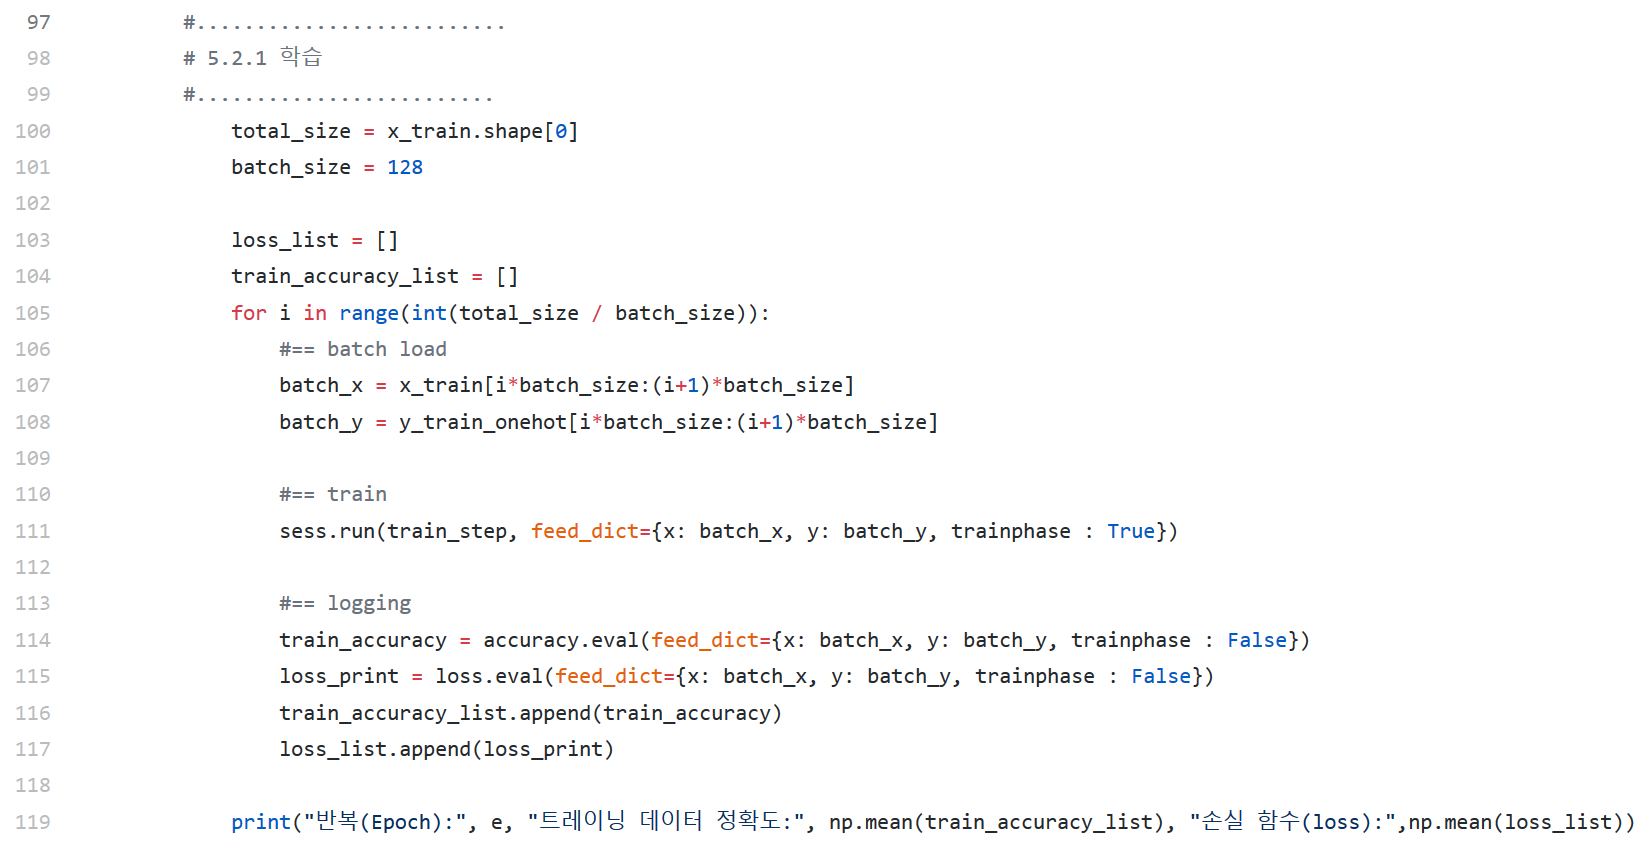 97 #..........................
98 # 5.2.1 학습
99 #.........................
100 total_size = x_train.shape[0]
101 batch_size = 128
102
103 loss_list = []
104 train_accuracy_list = []
105 for i in range(int(total_size / batch_size)):
106 #== batch load
107 batch_x = x_train[i*batch_size:(i+1)*batch_size]
108 batch_y = y_train_onehot[i*batch_size:(i+1)*batch_size]
109
110 #== train
111 sess.run(train_step, feed_dict={x: batch_x, y: batch_y, trainphase : True})
112
113 #== logging
114 train_accuracy = accuracy.eval(feed_dict={x: batch_x, y: batch_y, trainphase : False})
115 loss_print = loss.eval(feed_dict={x: batch_x, y: batch_y, trainphase : False})
116 train_accuracy_list.append(train_accuracy)
117 loss_list.append(loss_print)
118
119 print("반복(Epoch):", e, "트레이닝 데이터 정확도:", np.mean(train_accuracy_list), "손실 함수(loss):",np.mean(loss_list))